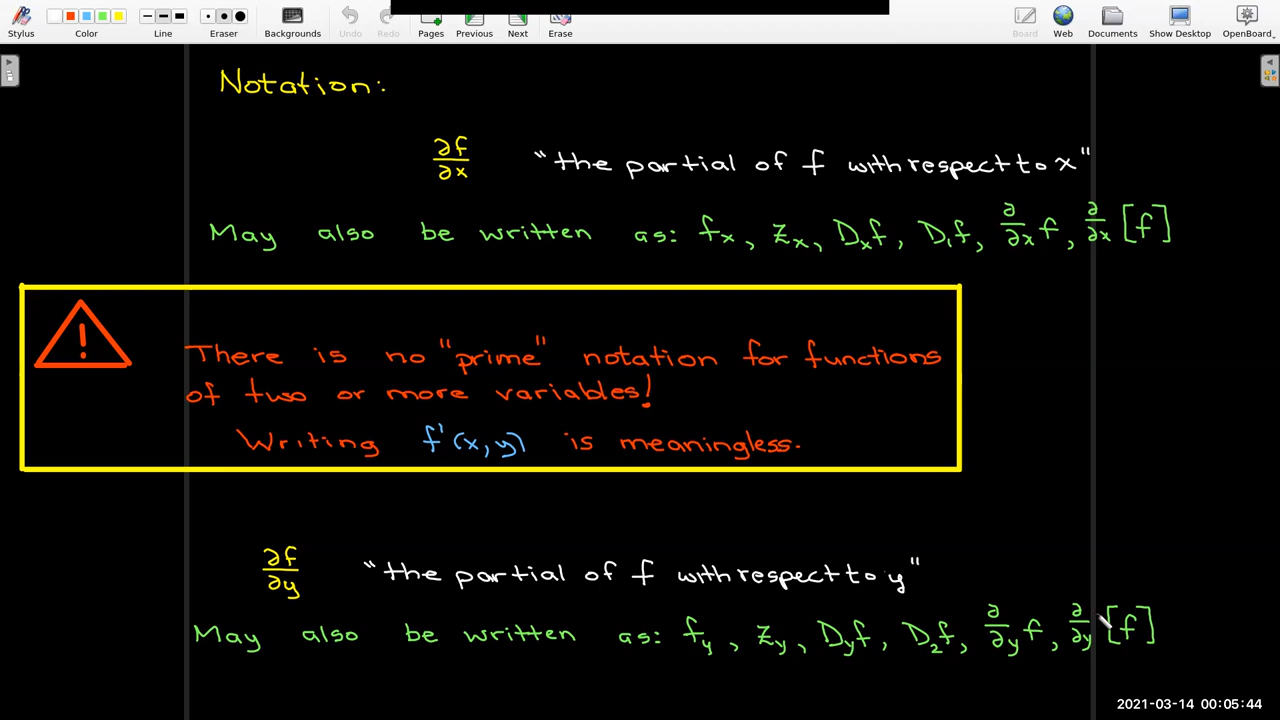 Stylus Color Line Eraser Backgrounds Undo Redo Pages Previous Next Erase Board Web Documents Show Desktop OpenBoard
Notation:
∂f/∂x "the partial of f with respect to x"
May also be written as: fₓ, zₓ, Dₓf, D₁f, ∂/∂x f, ∂/∂x [f]
!
There is no "prime" notation for functions
of two or more variables!
Writing f'(x,y) is meaningless.
∂f/∂y "the partial of f with respect to y"
May also be written as: f_y, z_y, D_yf, D₂f, ∂/∂y f, ∂/∂y [f]
2021-03-14 00:05:44